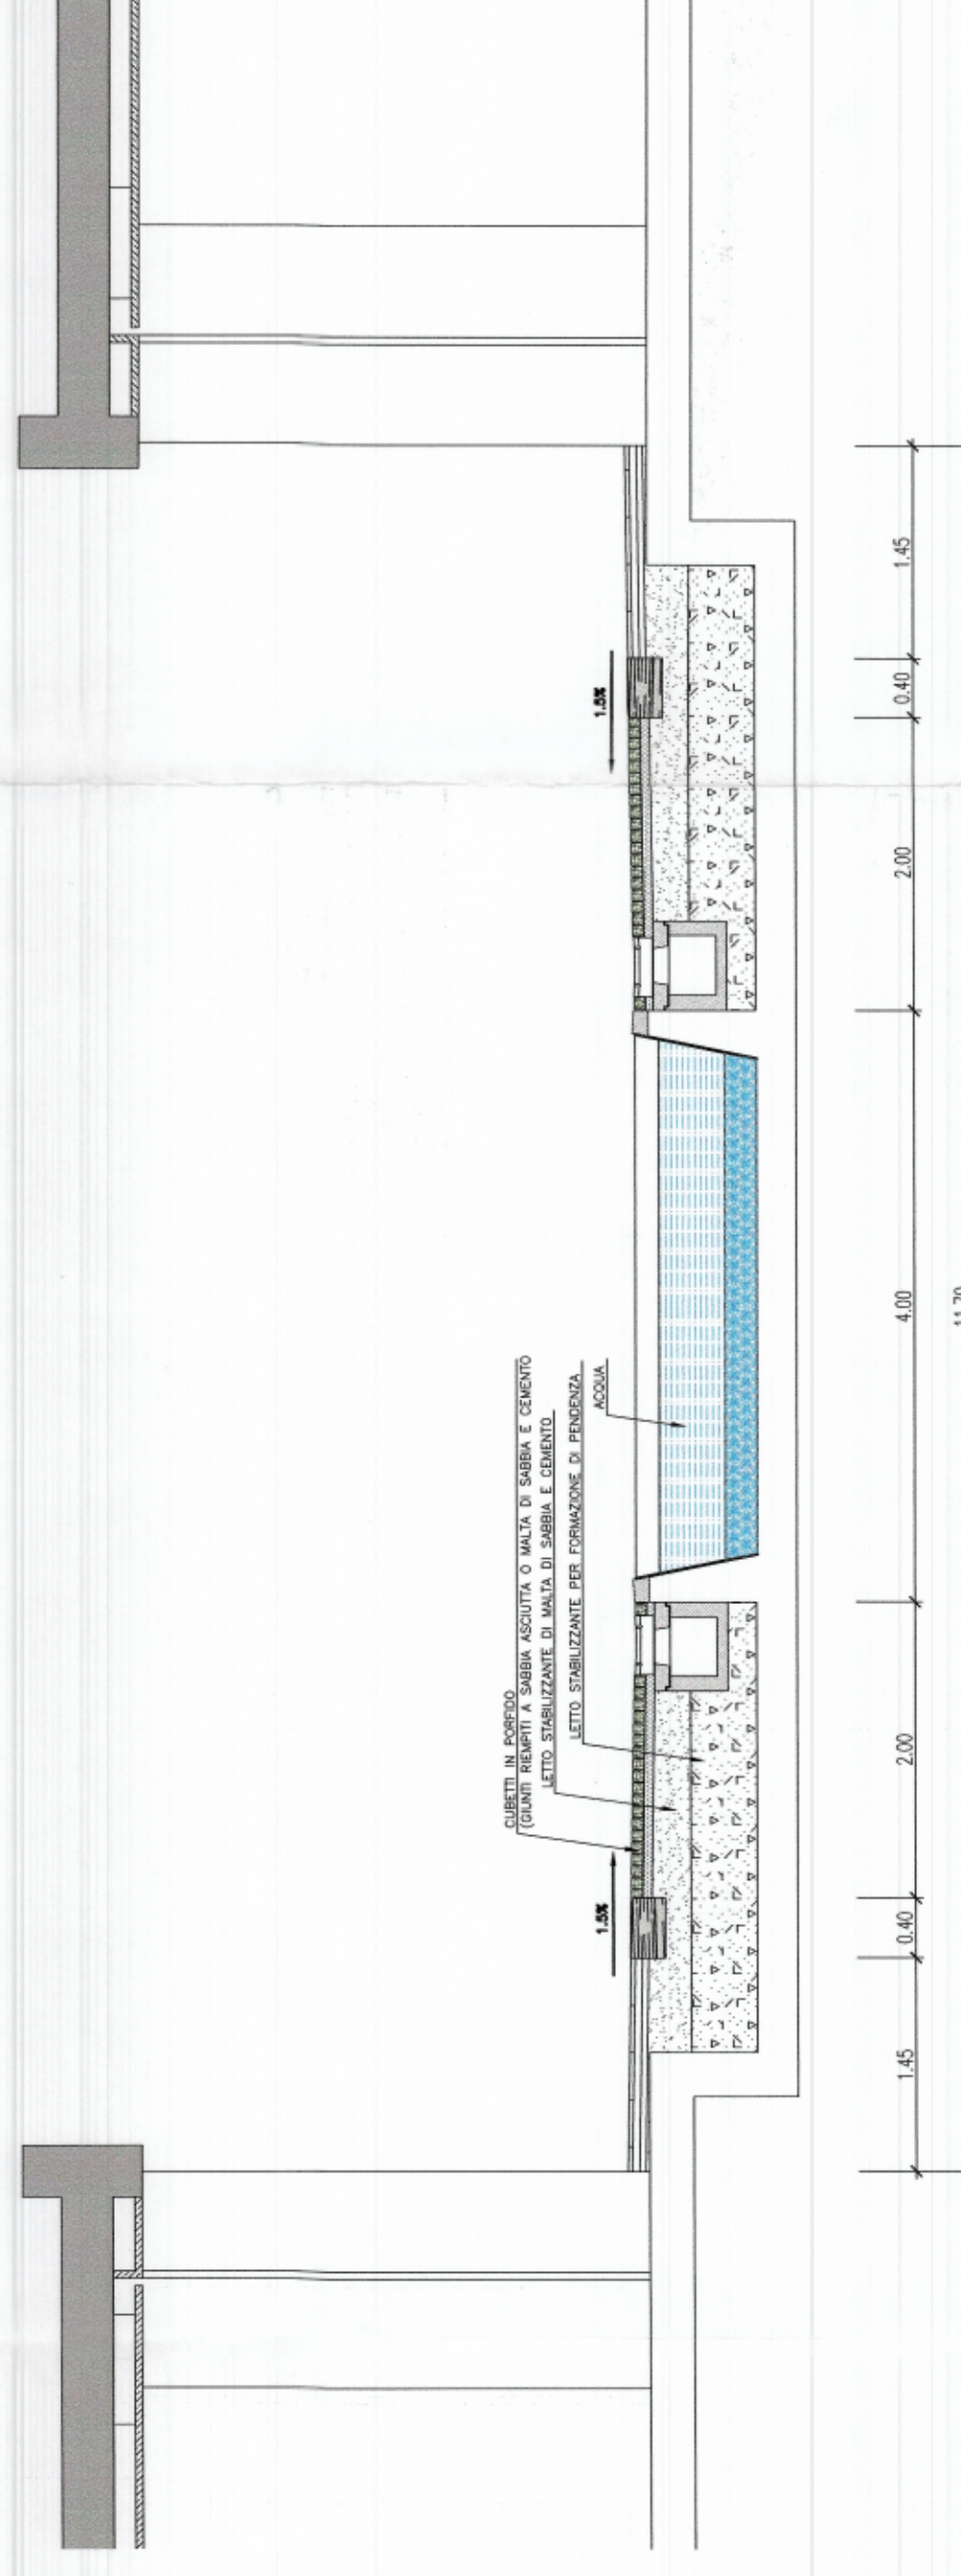 CUBETTI IN PORFIDO
(GIUNTI RIEMPITI A SABBIA ASCIUTTA O MALTA DI SABBIA E CEMENTO
LETTO STABILIZZANTE DI MALTA DI SABBIA E CEMENTO
LETTO STABILIZZANTE PER FORMAZIONE DI PENDENZA
ACQUA
1.5%
1.5%
1.45
0.40
2.00
4.00
2.00
0.40
1.45
11.70